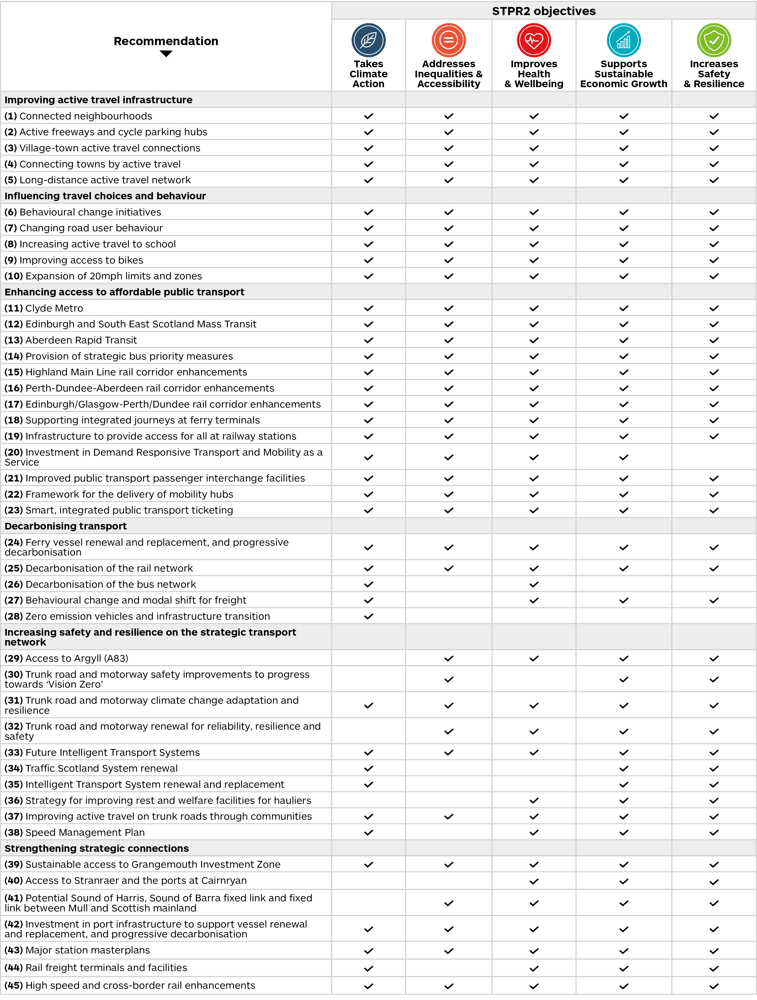 STPR2 objectives
Recommendation
Takes
Climate
Action
Addresses
Inequalities &
Accessibility
Improves
Health
& Wellbeing
Supports
Sustainable
Economic Growth
Increases
Safety
& Resilience
Improving active travel infrastructure
(1) Connected neighbourhoods
(2) Active freeways and cycle parking hubs
(3) Village-town active travel connections
(4) Connecting towns by active travel
(5) Long-distance active travel network
Influencing travel choices and behaviour
(6) Behavioural change initiatives
(7) Changing road user behaviour
(8) Increasing active travel to school
(9) Improving access to bikes
(10) Expansion of 20mph limits and zones
Enhancing access to affordable public transport
(11) Clyde Metro
(12) Edinburgh and South East Scotland Mass Transit
(13) Aberdeen Rapid Transit
(14) Provision of strategic bus priority measures
(15) Highland Main Line rail corridor enhancements
(16) Perth-Dundee-Aberdeen rail corridor enhancements
(17) Edinburgh/Glasgow-Perth/Dundee rail corridor enhancements
(18) Supporting integrated journeys at ferry terminals
(19) Infrastructure to provide access for all at railway stations
(20) Investment in Demand Responsive Transport and Mobility as a
Service
(21) Improved public transport passenger interchange facilities
(22) Framework for the delivery of mobility hubs
(23) Smart, integrated public transport ticketing
Decarbonising transport
(24) Ferry vessel renewal and replacement, and progressive
decarbonisation
(25) Decarbonisation of the rail network
(26) Decarbonisation of the bus network
(27) Behavioural change and modal shift for freight
(28) Zero emission vehicles and infrastructure transition
Increasing safety and resilience on the strategic transport
network
(29) Access to Argyll (A83)
(30) Trunk road and motorway safety improvements to progress
towards ‘Vision Zero’
(31) Trunk road and motorway climate change adaptation and
resilience
(32) Trunk road and motorway renewal for reliability, resilience and
safety
(33) Future Intelligent Transport Systems
(34) Traffic Scotland System renewal
(35) Intelligent Transport System renewal and replacement
(36) Strategy for improving rest and welfare facilities for hauliers
(37) Improving active travel on trunk roads through communities
(38) Speed Management Plan
Strengthening strategic connections
(39) Sustainable access to Grangemouth Investment Zone
(40) Access to Stranraer and the ports at Cairnryan
(41) Potential Sound of Harris, Sound of Barra fixed link and fixed
link between Mull and Scottish mainland
(42) Investment in port infrastructure to support vessel renewal
and replacement, and progressive decarbonisation
(43) Major station masterplans
(44) Rail freight terminals and facilities
(45) High speed and cross-border rail enhancements